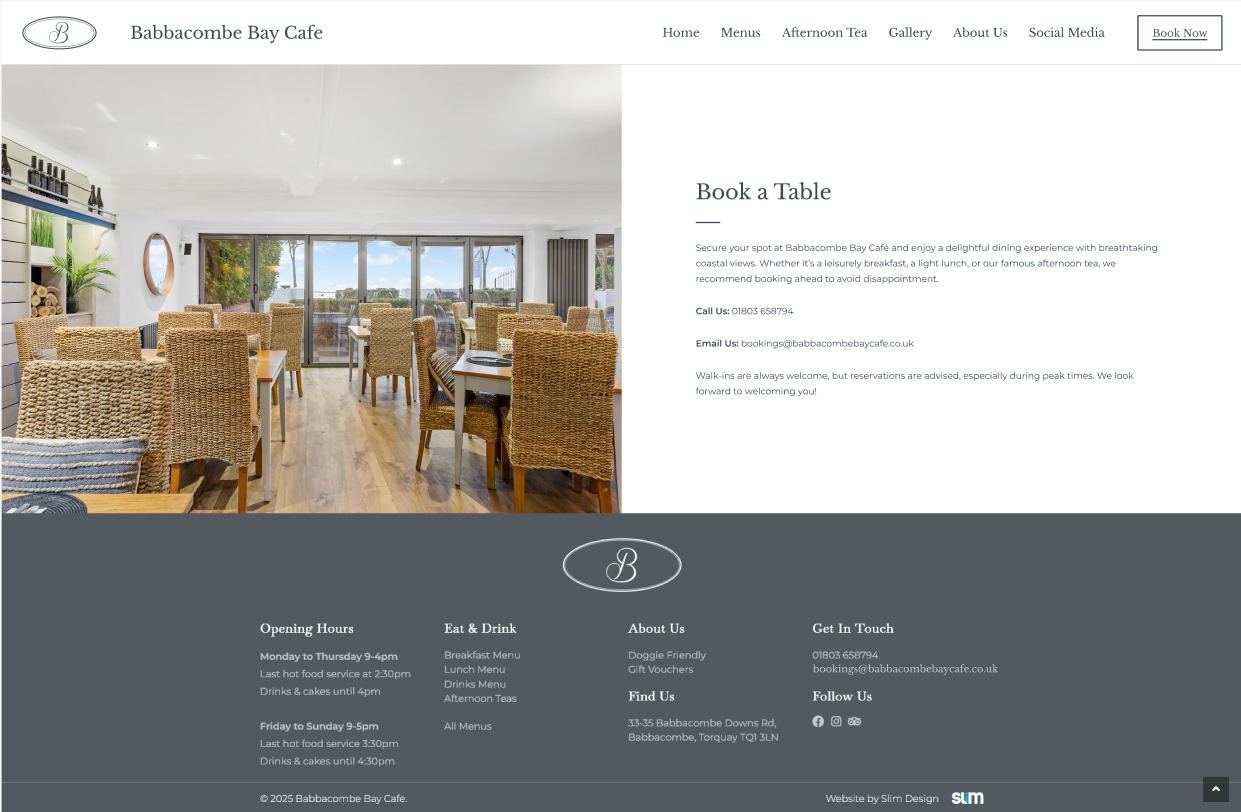 B
Babbacombe Bay Cafe
Home
Menus
Afternoon Tea
Gallery
About Us
Social Media
Book Now
Book a Table
Secure your spot at Babbacombe Bay Café and enjoy a delightful dining experience with breathtaking
coastal views. Whether it's a leisurely breakfast, a light lunch, or our famous afternoon tea, we
recommend booking ahead to avoid disappointment.
Call Us: 01803 658794
Email Us: bookings@babbacombebaycafe.co.uk
Walk-ins are always welcome, but reservations are advised, especially during peak times. We look
forward to welcoming you!
B
Opening Hours
Monday to Thursday 9-4pm
Last hot food service at 2:30pm
Drinks & cakes until 4pm
Friday to Sunday 9-5pm
Last hot food service 3:30pm
Drinks & cakes until 4:30pm
Eat & Drink
Breakfast Menu
Lunch Menu
Drinks Menu
Afternoon Teas
All Menus
About Us
Doggie Friendly
Gift Vouchers
Find Us
33-35 Babbacombe Downs Rd,
Babbacombe, Torquay TQ1 3LN
Get In Touch
01803 658794
bookings@babbacombebaycafe.co.uk
Follow Us
© 2025 Babbacombe Bay Cafe.
Website by Slim Design
slim